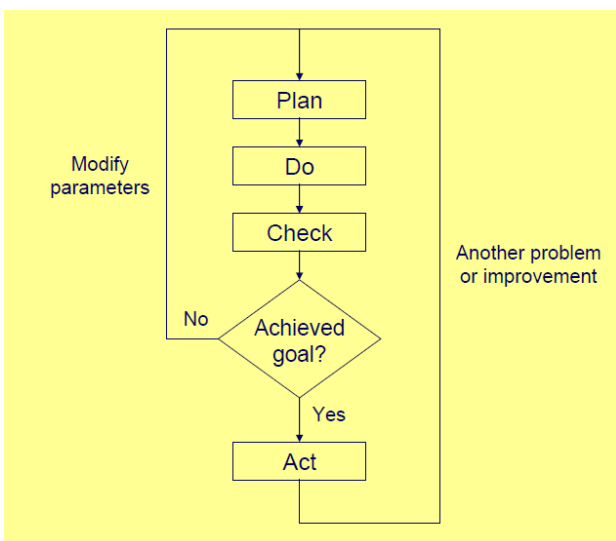 Plan
Do
Modify
parameters
Check
Another problem
or improvement
No
Achieved
goal?
Yes
Act